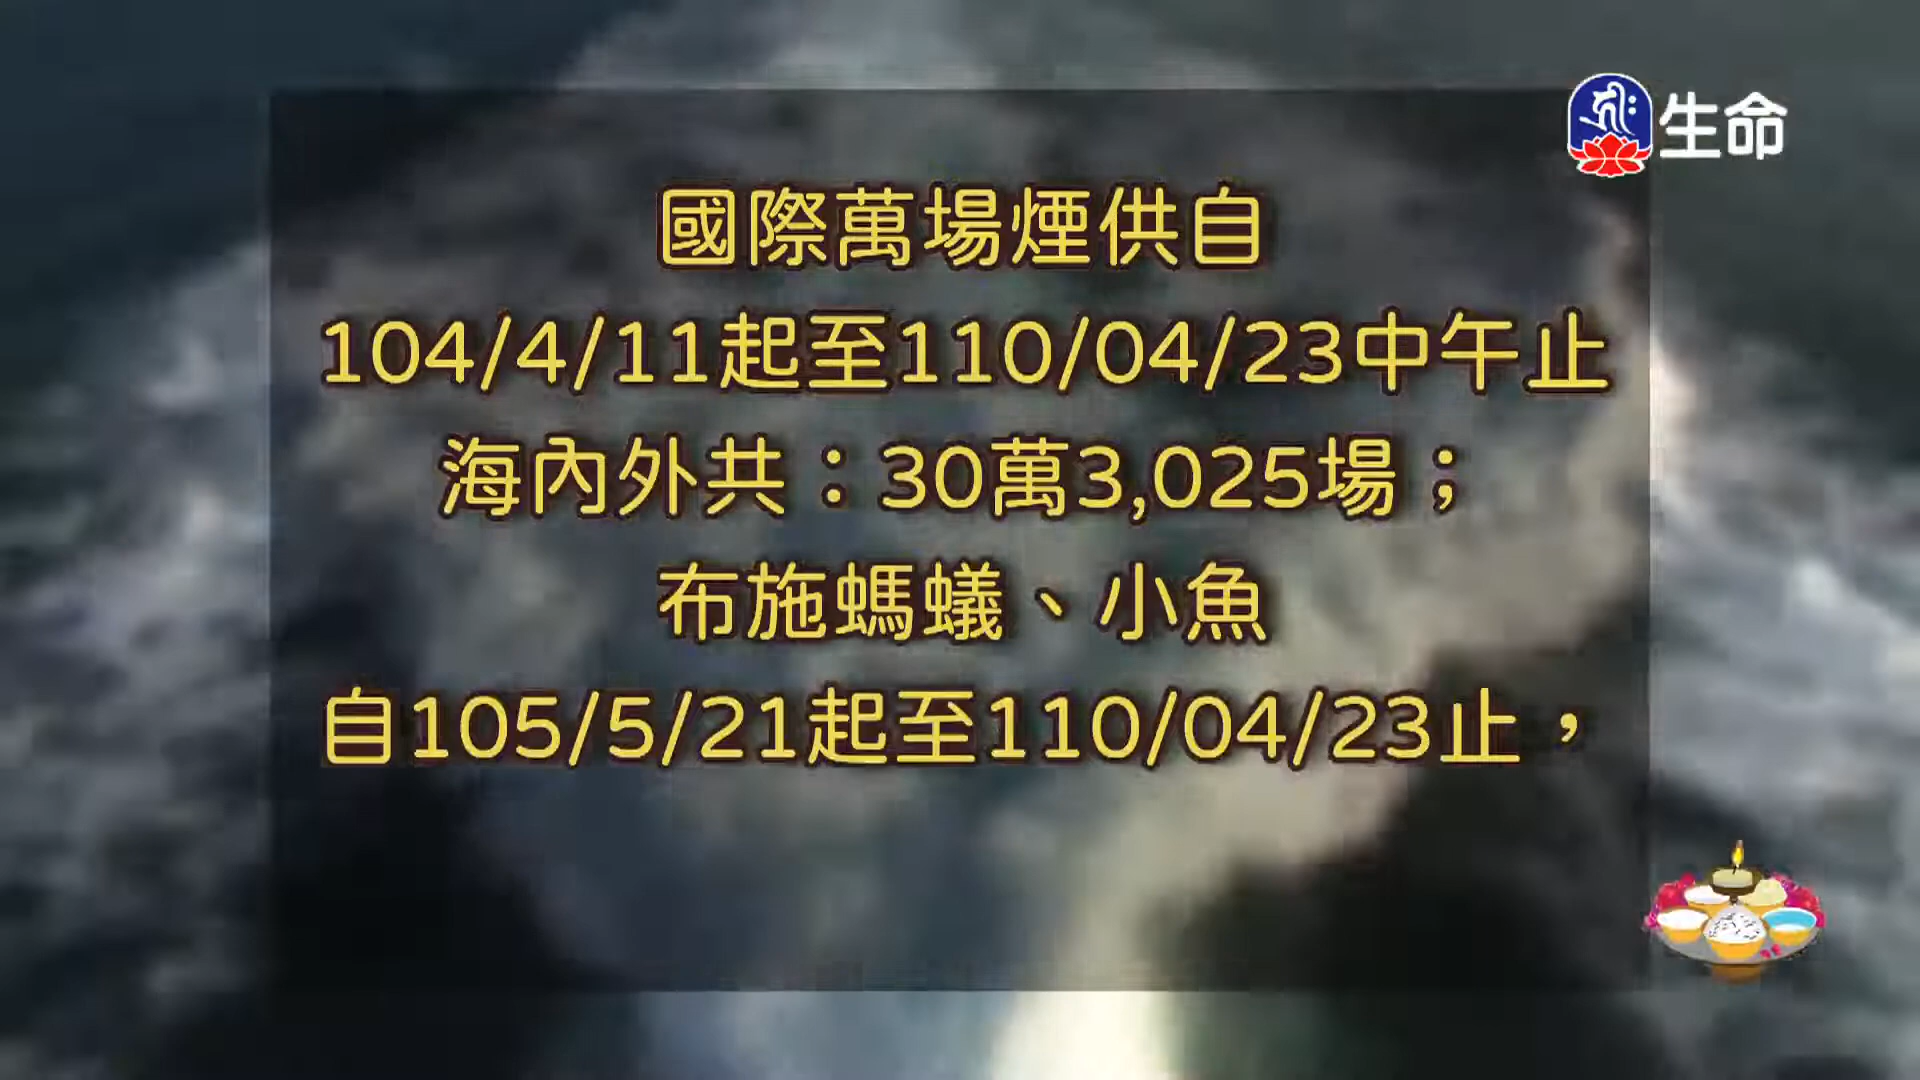 生命
國際萬場煙供自
104/4/11起至110/04/23中午止
海內外共：30萬3,025場；
布施螞蟻、小魚
自105/5/21起至110/04/23止，